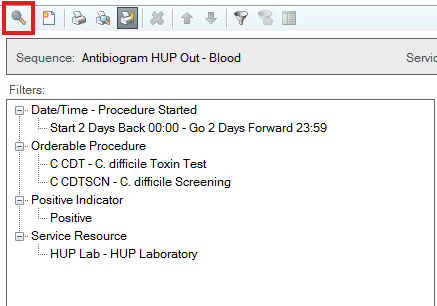 Sequence: Antibiogram HUP Out - Blood Servic
Filters:
Date/Time - Procedure Started
Start 2 Days Back 00:00 - Go 2 Days Forward 23:59
Orderable Procedure
C CDT - C. difficile Toxin Test
C CDTSCN - C. difficile Screening
Positive Indicator
Positive
Service Resource
HUP Lab - HUP Laboratory